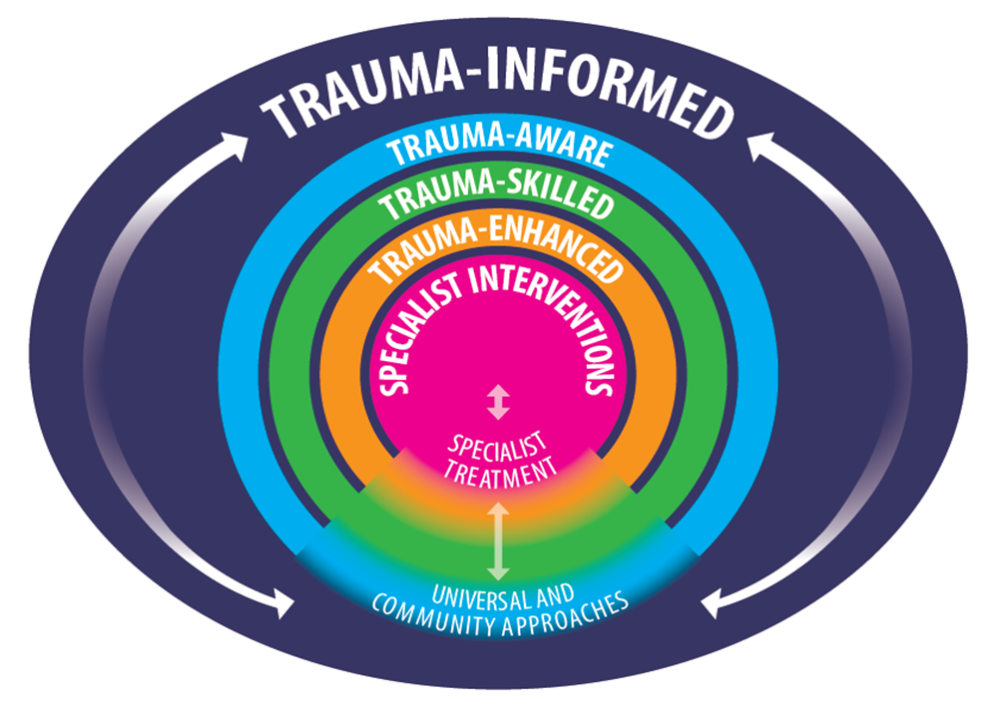 TRAUMA-INFORMED
TRAUMA-AWARE
TRAUMA-SKILLED
TRAUMA-ENHANCED
SPECIALIST INTERVENTIONS
SPECIALIST
TREATMENT
UNIVERSAL AND
COMMUNITY APPROACHES